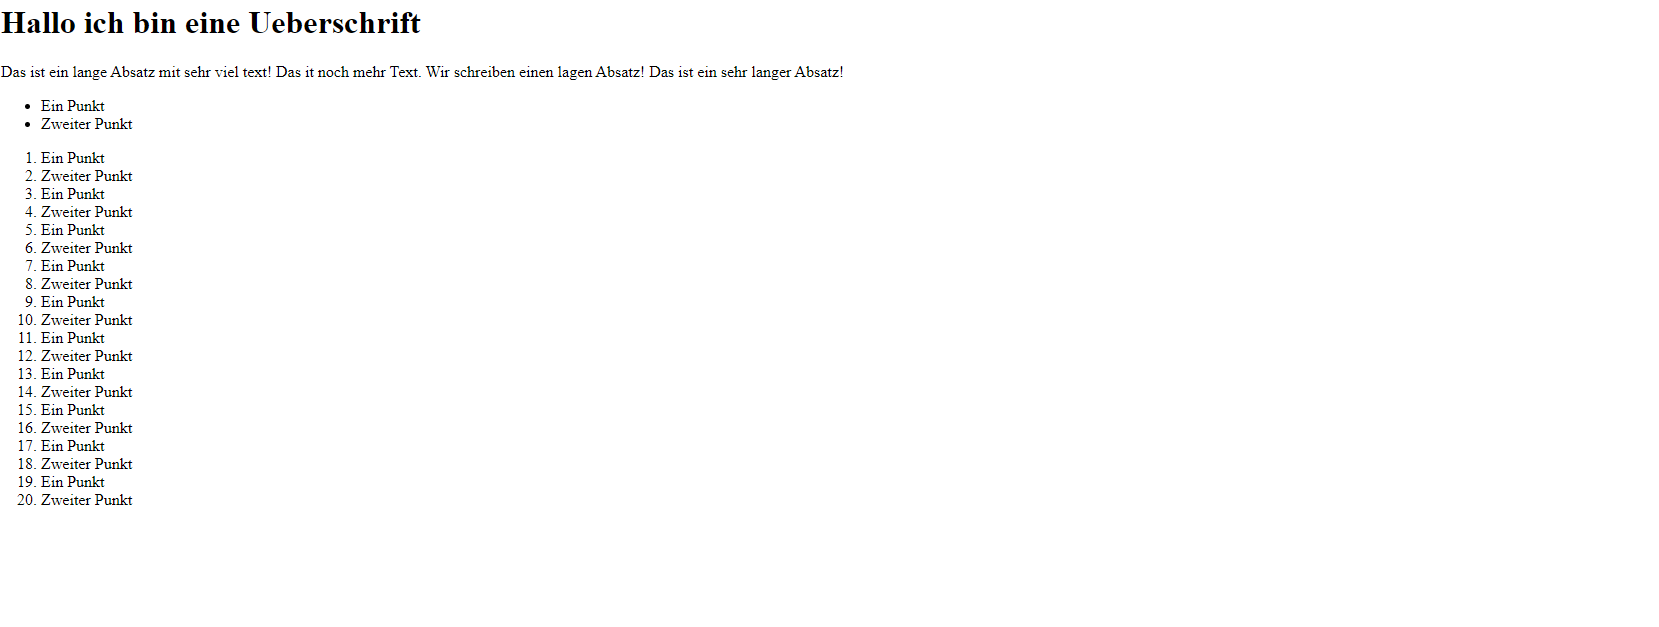 Hallo ich bin eine Ueberschrift
Das ist ein lange Absatz mit sehr viel text! Das it noch mehr Text. Wir schreiben einen lagen Absatz! Das ist ein sehr langer Absatz!
• Ein Punkt
• Zweiter Punkt
1. Ein Punkt
2. Zweiter Punkt
3. Ein Punkt
4. Zweiter Punkt
5. Ein Punkt
6. Zweiter Punkt
7. Ein Punkt
8. Zweiter Punkt
9. Ein Punkt
10. Zweiter Punkt
11. Ein Punkt
12. Zweiter Punkt
13. Ein Punkt
14. Zweiter Punkt
15. Ein Punkt
16. Zweiter Punkt
17. Ein Punkt
18. Zweiter Punkt
19. Ein Punkt
20. Zweiter Punkt